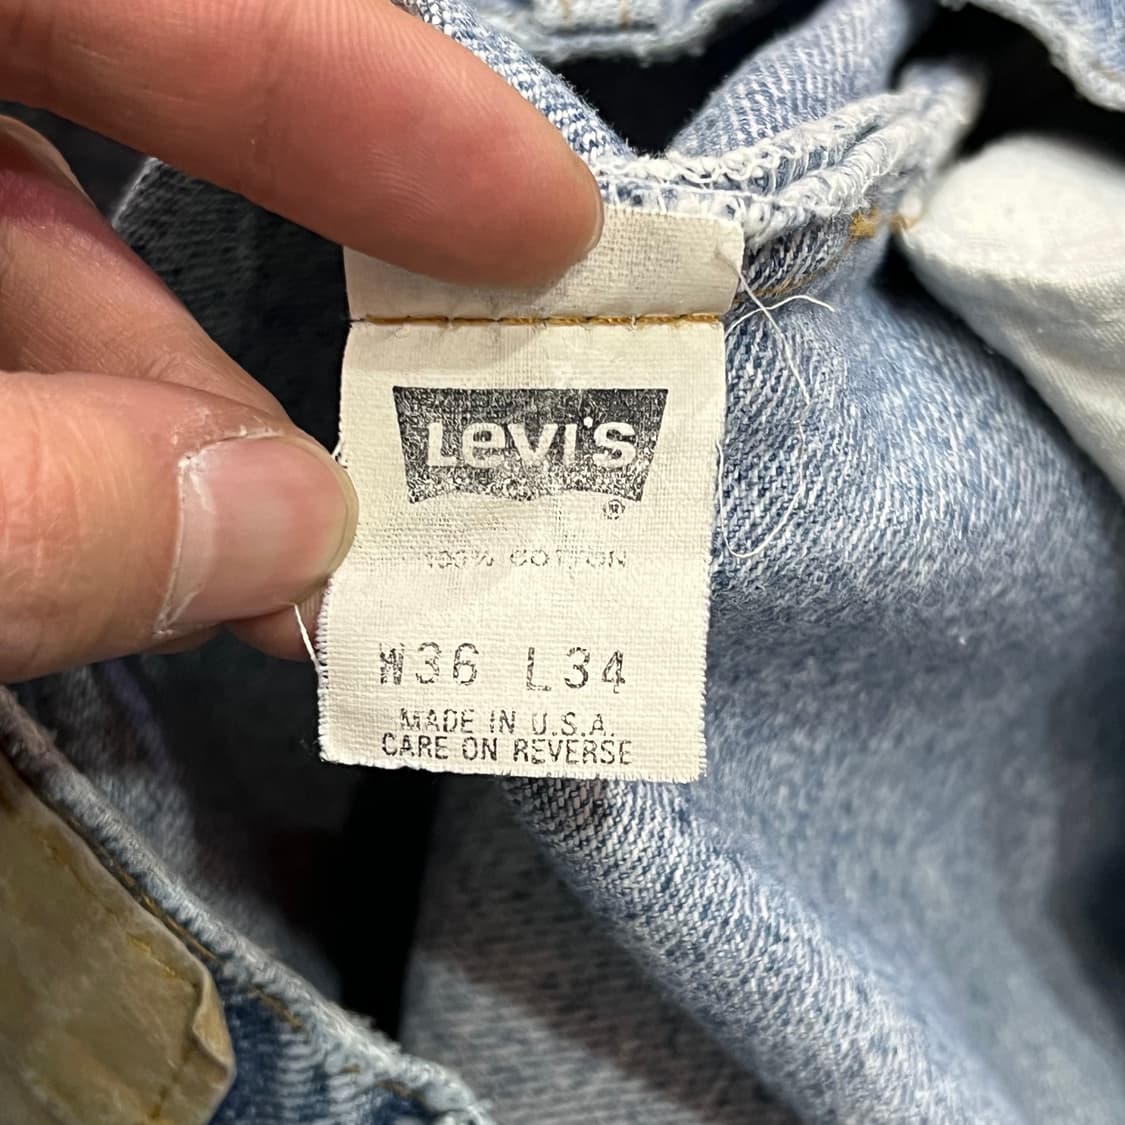 Levi's
®
100% COTTON
W36 L34
MADE IN U.S.A.
CARE ON REVERSE